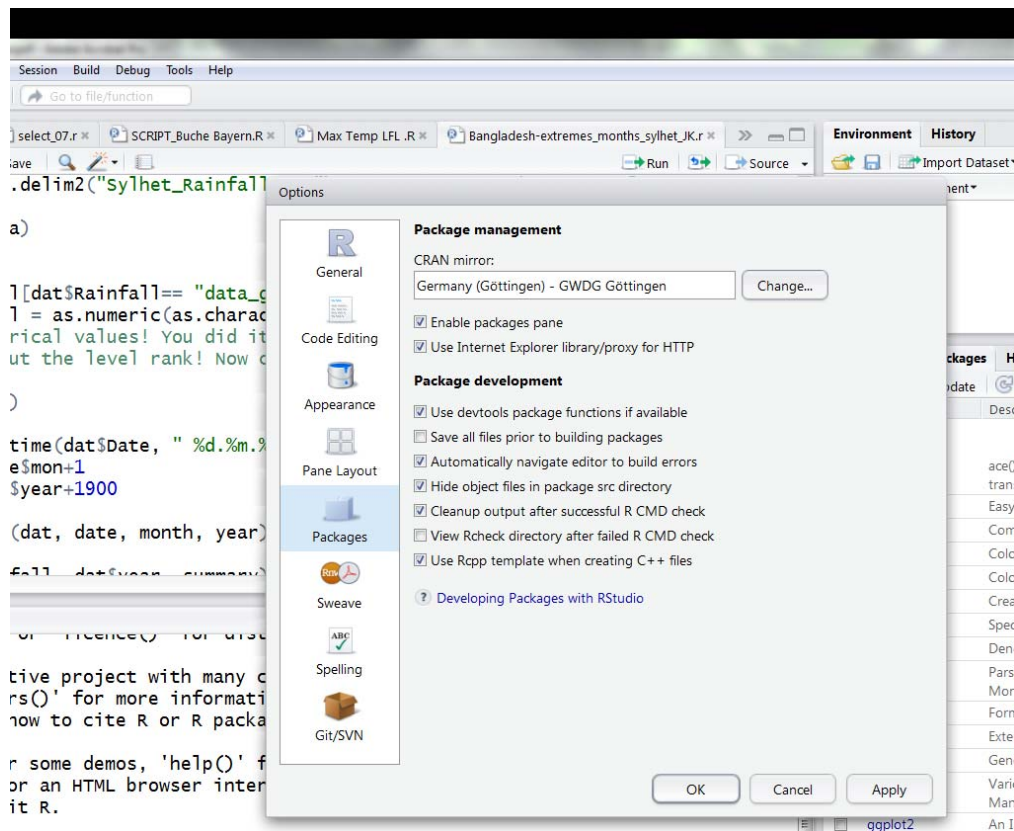 Session Build Debug Tools Help
Go to file/function
select_07.r SCRIPT_Buche Bayern.R Max Temp LFL .R Bangladesh-extremes_months_sylhet_JK.r
Environment History
Run Source
Import Dataset
.delim2("Sylhet_Rainfall
a)
l[dat$Rainfall== "data_g
l = as.numeric(as.charac
rical values! You did it
ut the level rank! Now
)
time(dat$Date, " %d.%m.%
e$mon+1
$year+1900
(dat, date, month, year)
dat$year, summary)
tive project with many c
rs()' for more informati
how to cite R or R packa
r some demos, 'help()' f
or an HTML browser inter
it R.
Options
General
Code Editing
Appearance
Pane Layout
Packages
Sweave
ABC
Spelling
Git/SVN
Package management
CRAN mirror:
Germany (Göttingen) - GWDG Göttingen
Change...
Enable packages pane
Use Internet Explorer library/proxy for HTTP
Package development
Use devtools package functions if available
Save all files prior to building packages
Automatically navigate editor to build errors
Hide object files in package src directory
Cleanup output after successful R CMD check
View Rcheck directory after failed R CMD check
Use Rcpp template when creating C++ files
? Developing Packages with RStudio
OK Cancel Apply
ment
ckages H
date
Desc
ace()
tran
Easy
Com
Colo
Colo
Crea
Spec
Den
Pars
Mor
Form
Exte
Gen
Vari
Man
ggplot2 An I